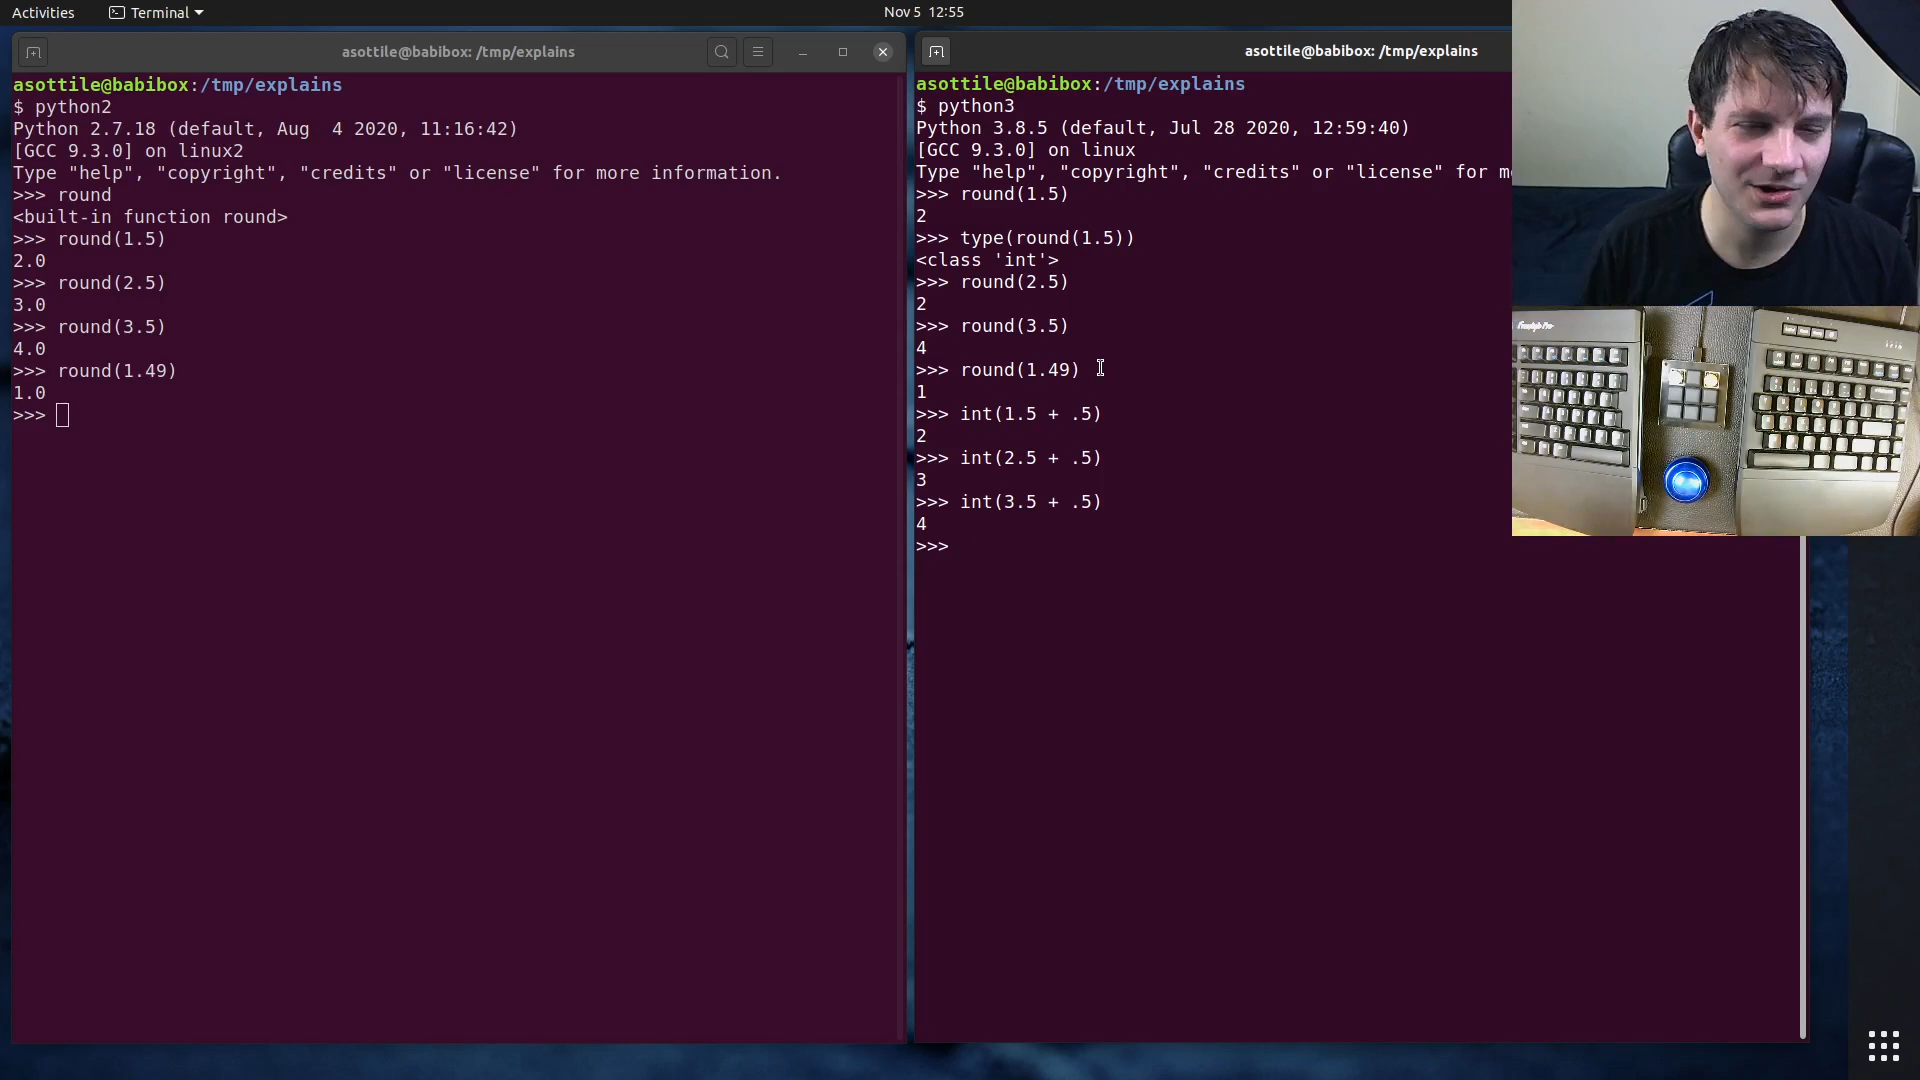 Activities
Terminal
Nov 5 12:55
asottile@babibox: /tmp/explains
asottile@babibox:/tmp/explains
$ python2
Python 2.7.18 (default, Aug  4 2020, 11:16:42)
[GCC 9.3.0] on linux2
Type "help", "copyright", "credits" or "license" for more information.
>>> round
<built-in function round>
>>> round(1.5)
2.0
>>> round(2.5)
3.0
>>> round(3.5)
4.0
>>> round(1.49)
1.0
>>>
asottile@babibox: /tmp/explains
asottile@babibox:/tmp/explains
$ python3
Python 3.8.5 (default, Jul 28 2020, 12:59:40)
[GCC 9.3.0] on linux
Type "help", "copyright", "credits" or "license" for m
>>> round(1.5)
2
>>> type(round(1.5))
<class 'int'>
>>> round(2.5)
2
>>> round(3.5)
4
>>> round(1.49)
1
>>> int(1.5 + .5)
2
>>> int(2.5 + .5)
3
>>> int(3.5 + .5)
4
>>>